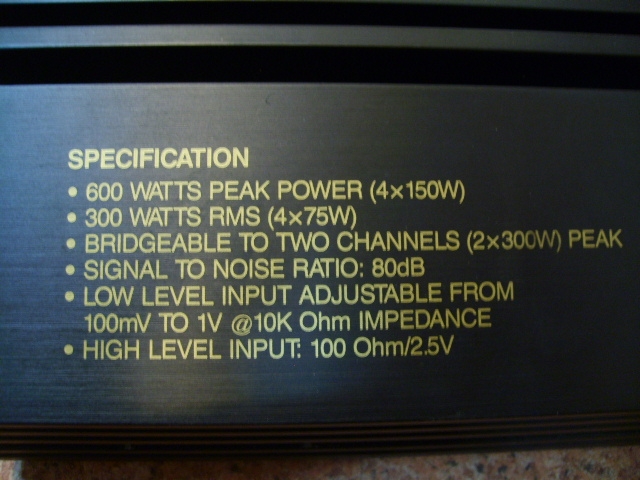 SPECIFICATION
• 600 WATTS PEAK POWER (4×150W)
• 300 WATTS RMS (4×75W)
• BRIDGEABLE TO TWO CHANNELS (2×300W) PEAK
• SIGNAL TO NOISE RATIO: 80dB
• LOW LEVEL INPUT ADJUSTABLE FROM
100mV TO 1V @10K Ohm IMPEDANCE
• HIGH LEVEL INPUT: 100 Ohm/2.5V